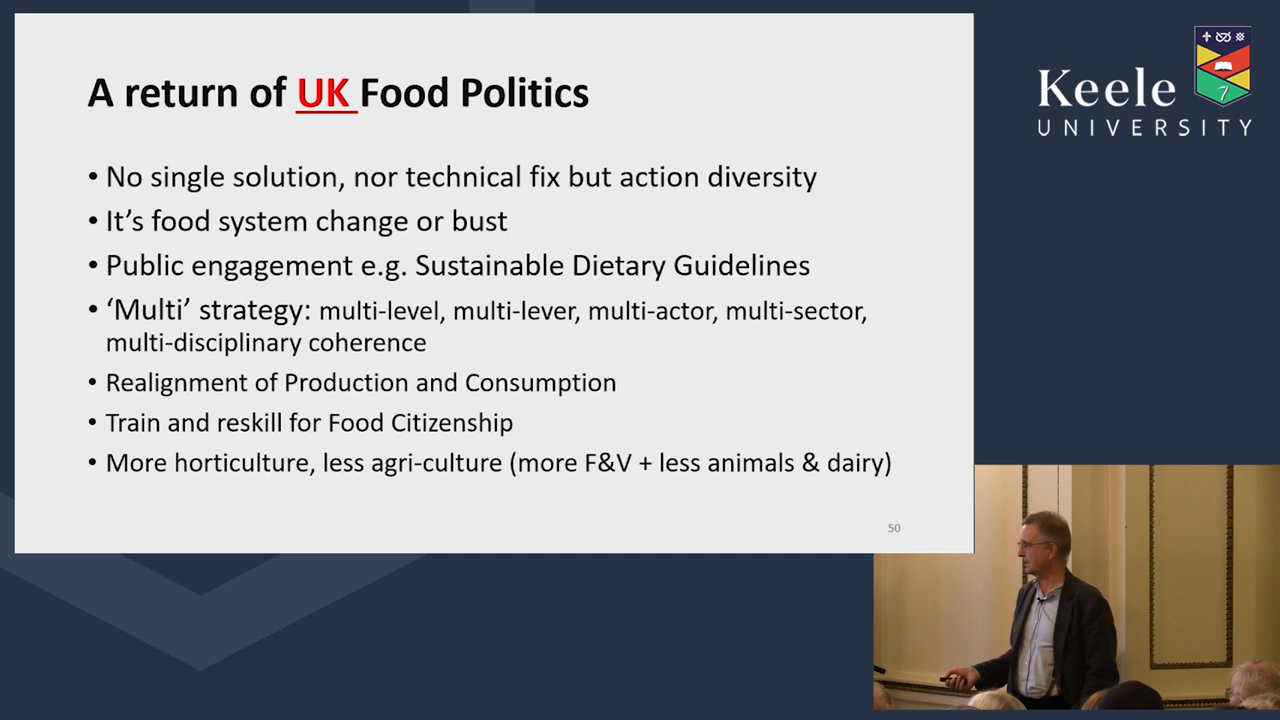 A return of UK Food Politics
• No single solution, nor technical fix but action diversity
• It’s food system change or bust
• Public engagement e.g. Sustainable Dietary Guidelines
• ‘Multi’ strategy: multi-level, multi-lever, multi-actor, multi-sector,
multi-disciplinary coherence
• Realignment of Production and Consumption
• Train and reskill for Food Citizenship
• More horticulture, less agri-culture (more F&V + less animals & dairy)
50
Keele
UNIVERSITY